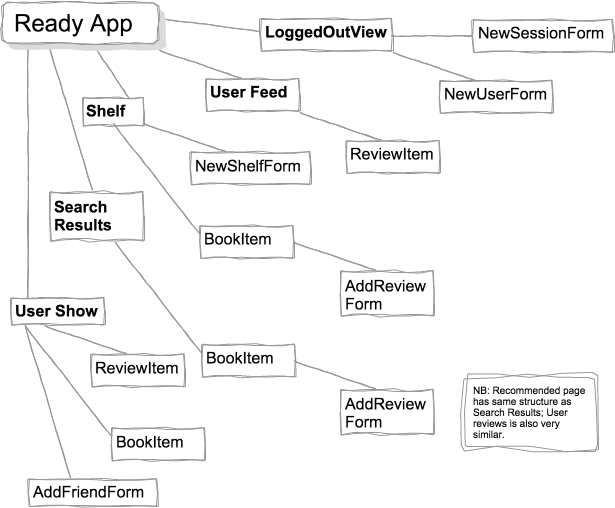 Ready App
LoggedOutView
NewSessionForm
User Feed
NewUserForm
Shelf
ReviewItem
NewShelfForm
Search
Results
BookItem
AddReview
Form
User Show
BookItem
ReviewItem
AddReview
Form
NB: Recommended page
has same structure as
Search Results; User
reviews is also very
similar.
BookItem
AddFriendForm